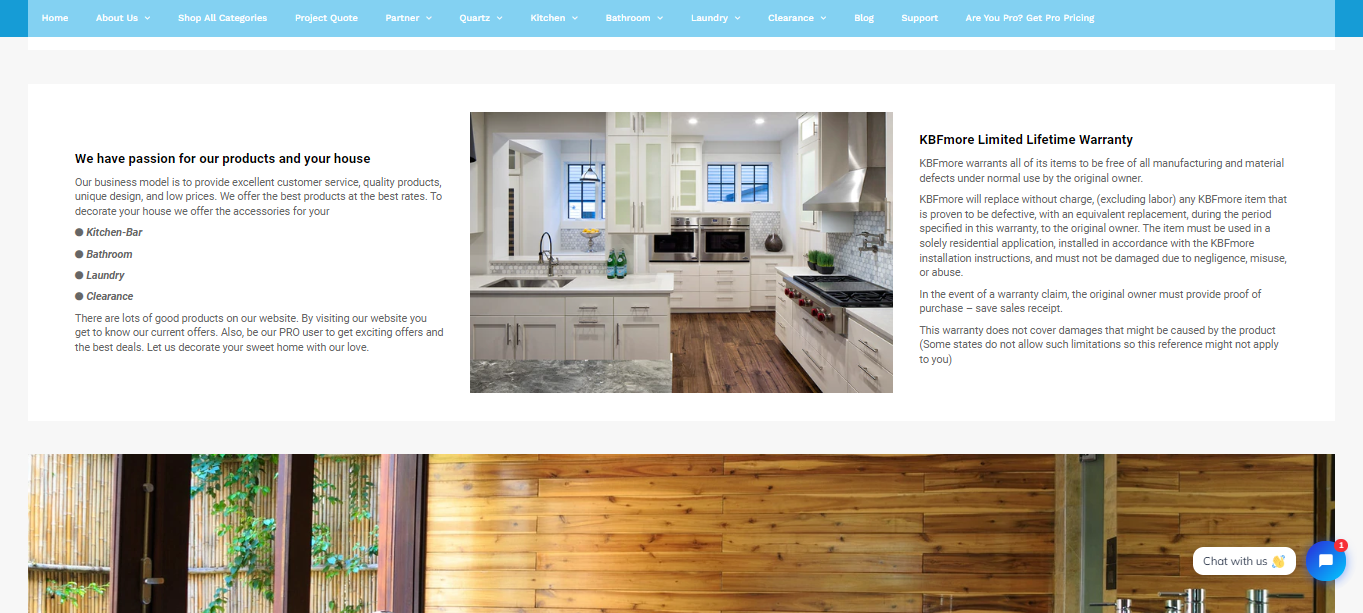 Home About Us Shop All Categories Project Quote Partner Quartz Kitchen Bathroom Laundry Clearance Blog Support Are You Pro? Get Pro Pricing
We have passion for our products and your house
Our business model is to provide excellent customer service, quality products,
unique design, and low prices. We offer the best products at the best rates. To
decorate your house we offer the accessories for your
● Kitchen-Bar
● Bathroom
● Laundry
● Clearance
There are lots of good products on our website. By visiting our website you
get to know our current offers. Also, be our PRO user to get exciting offers and
the best deals. Let us decorate your sweet home with our love.
KBFmore Limited Lifetime Warranty
KBFmore warrants all of its items to be free of all manufacturing and material
defects under normal use by the original owner.
KBFmore will replace without charge, (excluding labor) any KBFmore item that
is proven to be defective, with an equivalent replacement, during the period
specified in this warranty, to the original owner. The item must be used in a
solely residential application, installed in accordance with the KBFmore
installation instructions, and must not be damaged due to negligence, misuse,
or abuse.
In the event of a warranty claim, the original owner must provide proof of
purchase – save sales receipt.
This warranty does not cover damages that might be caused by the product
(Some states do not allow such limitations so this reference might not apply
to you)
Chat with us 👋
1